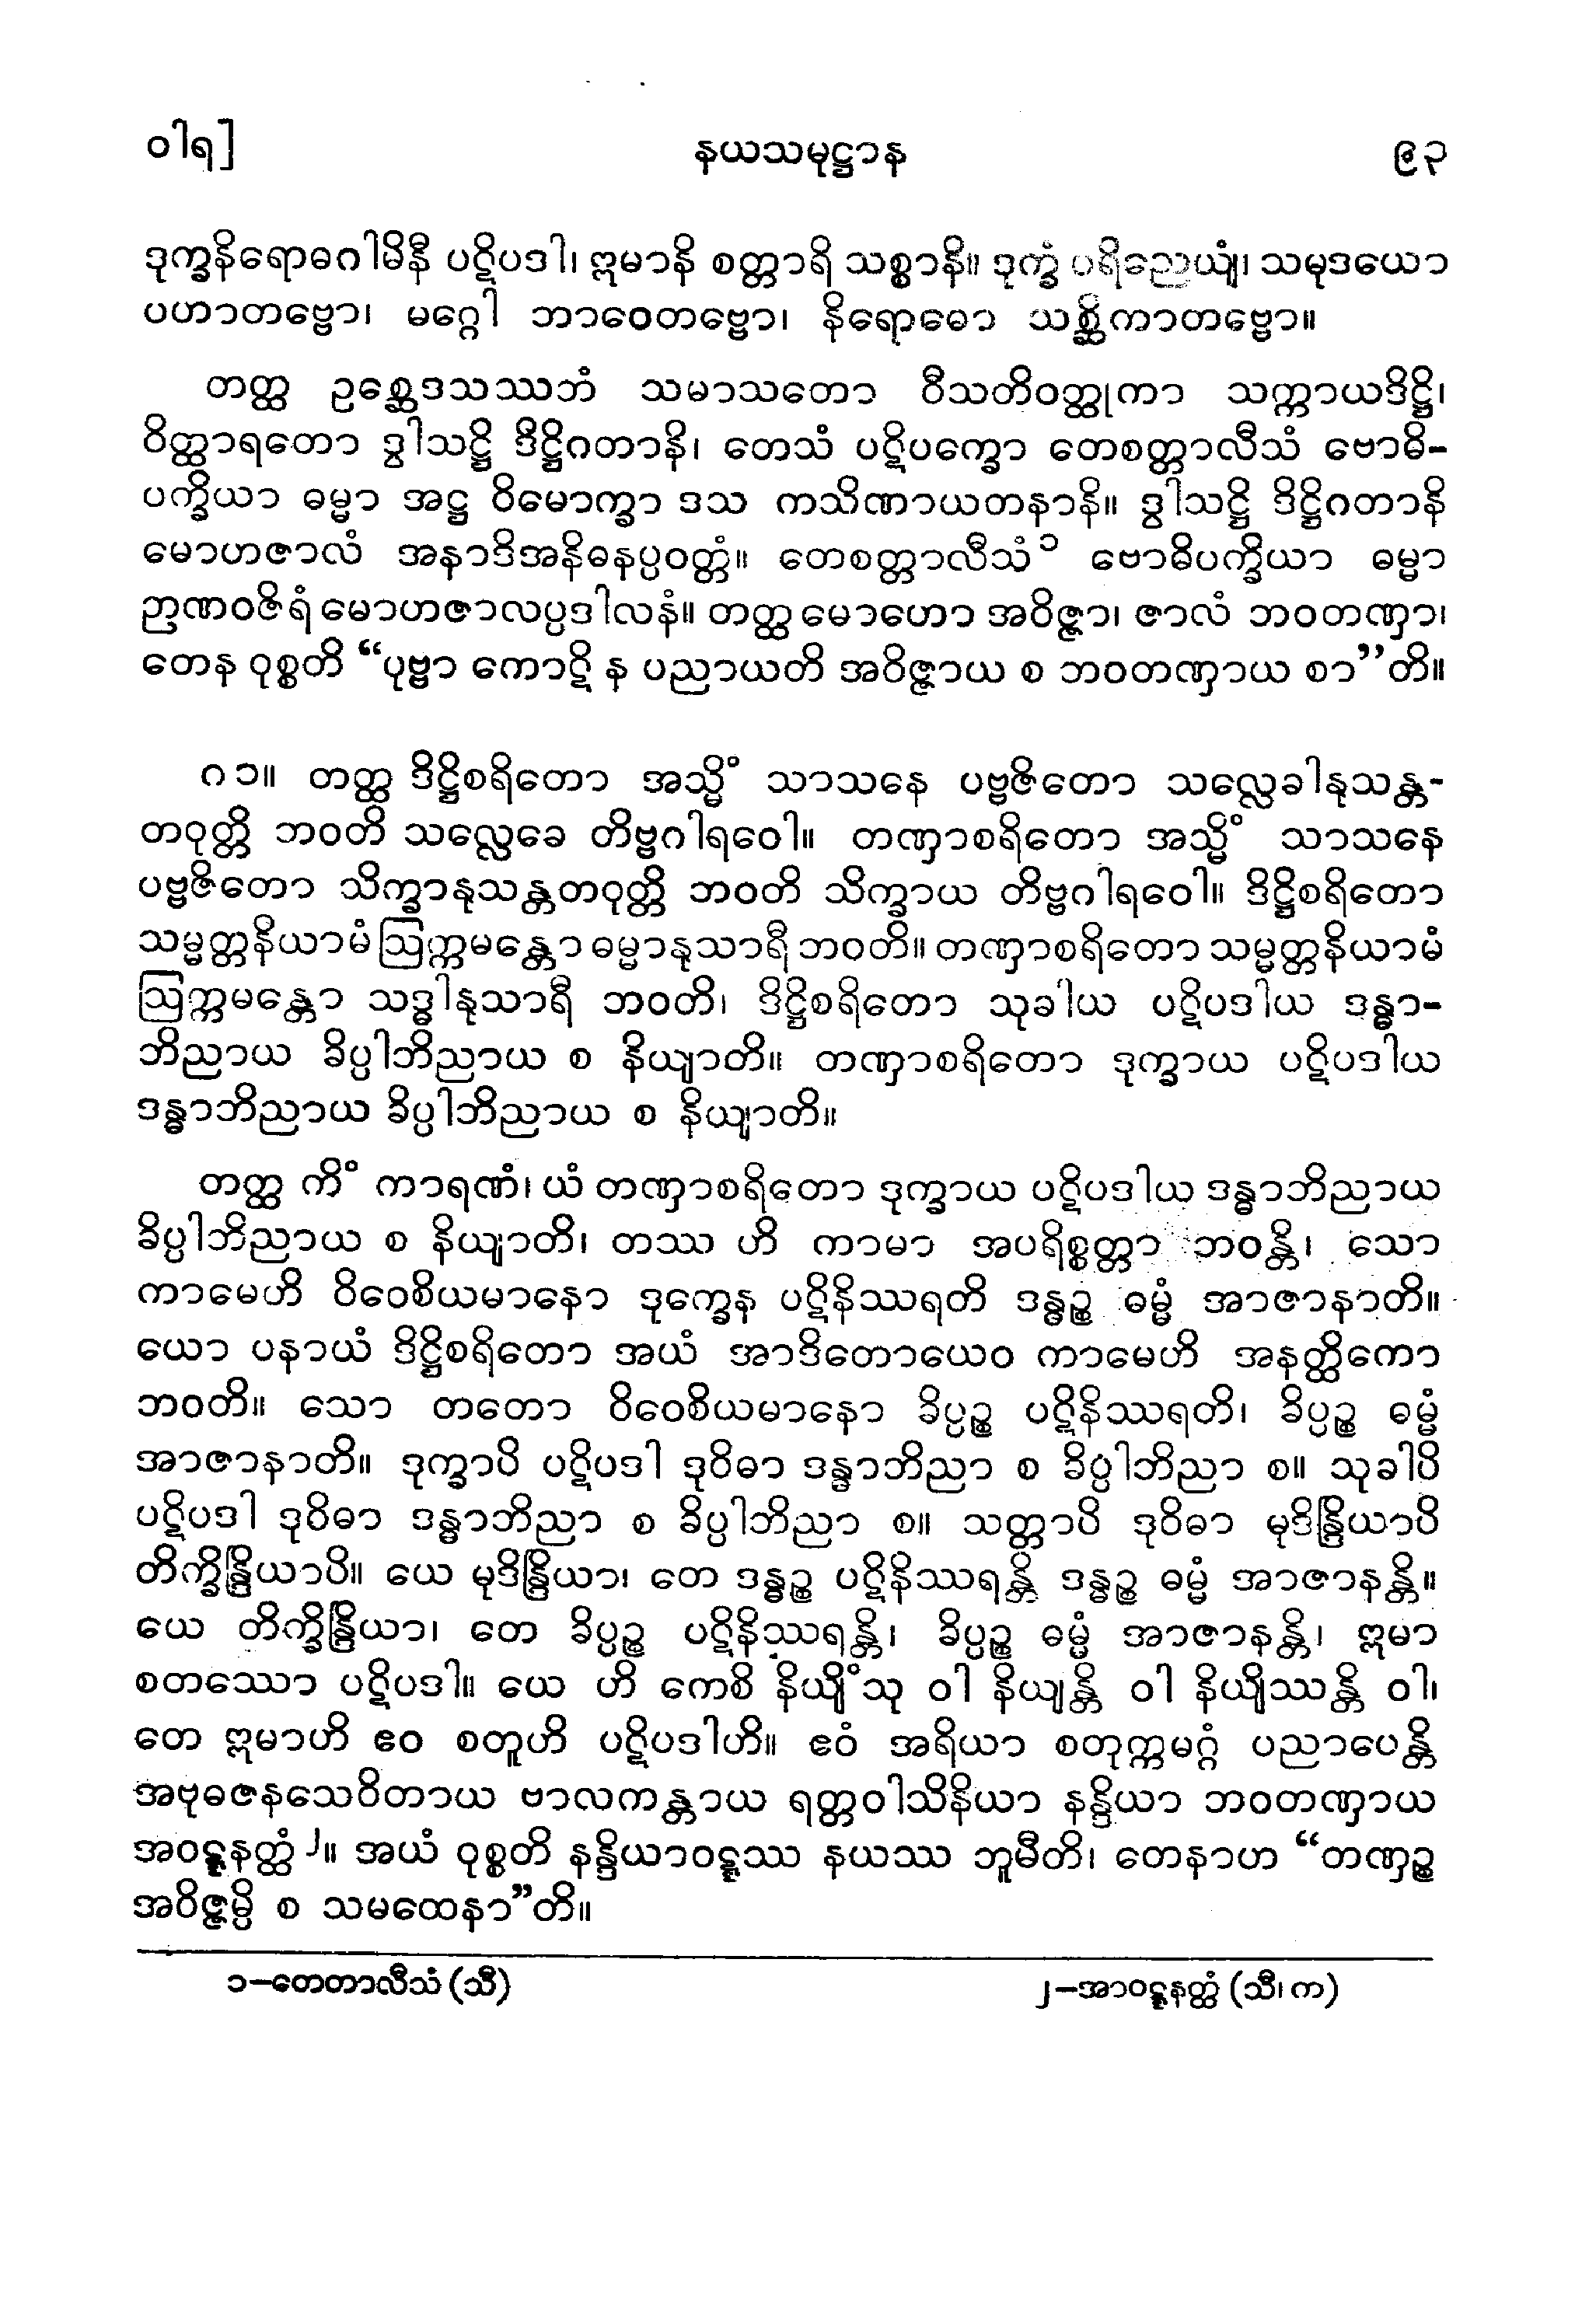 ဝါရ]
နယသမုဋ္ဌာန
၉၃
ဒုက္ခနိရောဓဂါမိနီ ပဋိပဒါ၊ ဣမာနိ စတ္တာရိ သစ္စာနိ။ ဒုက္ခံ ပရိညေယျံ၊ သမုဒယော
ပဟာတဗ္ဗော၊ မဂ္ဂေါ ဘာဝေတဗ္ဗော၊ နိရောဓော သစ္ဆိကာတဗ္ဗော။
တတ္ထ ဥစ္ဆေဒသဿဘံ သမာသတော ဝီသတိဝတ္ထုကာ သက္ကာယဒိဋ္ဌိ၊
ဝိတ္ထာရတော ဒွါသဋ္ဌိ ဒိဋ္ဌိဂတာနိ၊ တေသံ ပဋိပက္ခော တေစတ္တာလီသံ ဗောဓိ-
ပက္ခိယာ ဓမ္မာ အဋ္ဌ ဝိမောက္ခာ ဒသ ကသိဏာယတနာနိ။ ဒွါသဋ္ဌိ ဒိဋ္ဌိဂတာနိ
မောဟဇာလံ အနာဒိအနိဓနပ္ပဝတ္တံ။ တေစတ္တာလီသံ၁ ဗောဓိပက္ခိယာ ဓမ္မာ
ဉာဏဝဇိရံ မောဟဇာလပ္ပဒါလနံ။ တတ္ထ မောဟော အဝိဇ္ဇာ၊ ဇာလံ ဘဝတဏှာ၊
တေန ဝုစ္စတိ “ပုဗ္ဗာ ကောဋိ န ပညာယတိ အဝိဇ္ဇာယ စ ဘဝတဏှာယ စာ”တိ။
ဂ၁။ တတ္ထ ဒိဋ္ဌိစရိတော အသ္မိံ သာသနေ ပဗ္ဗဇိတော သလ္လေခါနုသန္တ-
တဝုတ္တိ ဘဝတိ သလ္လေခေ တိဗ္ဗဂါရဝေါ။ တဏှာစရိတော အသ္မိံ သာသနေ
ပဗ္ဗဇိတော သိက္ခာနုသန္တတဝုတ္တိ ဘဝတိ သိက္ခာယ တိဗ္ဗဂါရဝေါ။ ဒိဋ္ဌိစရိတော
သမ္မတ္တနိယာမံ ဩက္ကမန္တော ဓမ္မာနုသာရီ ဘဝတိ။ တဏှာစရိတော သမ္မတ္တနိယာမံ
ဩက္ကမန္တော သဒ္ဓါနုသာရီ ဘဝတိ၊ ဒိဋ္ဌိစရိတော သုခါယ ပဋိပဒါယ ဒန္ဓာ-
ဘိညာယ ခိပ္ပါဘိညာယ စ နိယျာတိ။ တဏှာစရိတော ဒုက္ခာယ ပဋိပဒါယ
ဒန္ဓာဘိညာယ ခိပ္ပါဘိညာယ စ နိယျာတိ။
တတ္ထ ကိံ ကာရဏံ၊ ယံ တဏှာစရိတော ဒုက္ခာယ ပဋိပဒါယ ဒန္ဓာဘိညာယ
ခိပ္ပါဘိညာယ စ နိယျာတိ၊ တဿ ဟိ ကာမာ အပရိစ္စတ္တာ ဘဝန္တိ၊ သော
ကာမေဟိ ဝိဝေစိယမာနော ဒုက္ခေန ပဋိနိဿရတိ ဒန္ဓဉ္စ ဓမ္မံ အာဇာနာတိ။
ယော ပနာယံ ဒိဋ္ဌိစရိတော အယံ အာဒိတောယေဝ ကာမေဟိ အနတ္ထိကော
ဘဝတိ။ သော တတော ဝိဝေစိယမာနော ခိပ္ပဉ္စ ပဋိနိဿရတိ၊ ခိပ္ပဉ္စ ဓမ္မံ
အာဇာနာတိ။ ဒုက္ခာပိ ပဋိပဒါ ဒုဝိဓာ ဒန္ဓာဘိညာ စ ခိပ္ပါဘိညာ စ။ သုခါပိ
ပဋိပဒါ ဒုဝိဓာ ဒန္ဓာဘိညာ စ ခိပ္ပါဘိညာ စ။ သတ္တာပိ ဒုဝိဓာ မုဒိန္ဒြိယာပိ
တိက္ခိန္ဒြိယာပိ။ ယေ မုဒိန္ဒြိယာ၊ တေ ဒန္ဓဉ္စ ပဋိနိဿရန္တိ ဒန္ဓဉ္စ ဓမ္မံ အာဇာနန္တိ။
ယေ တိက္ခိန္ဒြိယာ၊ တေ ခိပ္ပဉ္စ ပဋိနိဿရန္တိ၊ ခိပ္ပဉ္စ ဓမ္မံ အာဇာနန္တိ၊ ဣမာ
စတဿော ပဋိပဒါ။ ယေ ဟိ ကေစိ နိယျိံသု ဝါ နိယျန္တိ ဝါ နိယျိဿန္တိ ဝါ၊
တေ ဣမာဟိ ဧဝ စတူဟိ ပဋိပဒါဟိ။ ဧဝံ အရိယာ စတုက္ကမဂ္ဂံ ပညာပေန္တိ
အဗုဓဇနသေဝိတာယ ဗာလကန္တာယ ရတ္တဝါသိနိယာ နန္ဒိယာ ဘဝတဏှာယ
အဝဋ္ဋနတ္ထံ၂။ အယံ ဝုစ္စတိ နန္ဒိယာဝဋ္ဋဿ နယဿ ဘူမီတိ၊ တေနာဟ “တဏှဉ္စ
အဝိဇ္ဇမ္ပိ စ သမထေနာ”တိ။
၁–တေတာလီသံ (သီ)
၂–အာဝဋ္ဋနတ္ထံ (သီ၊ က)